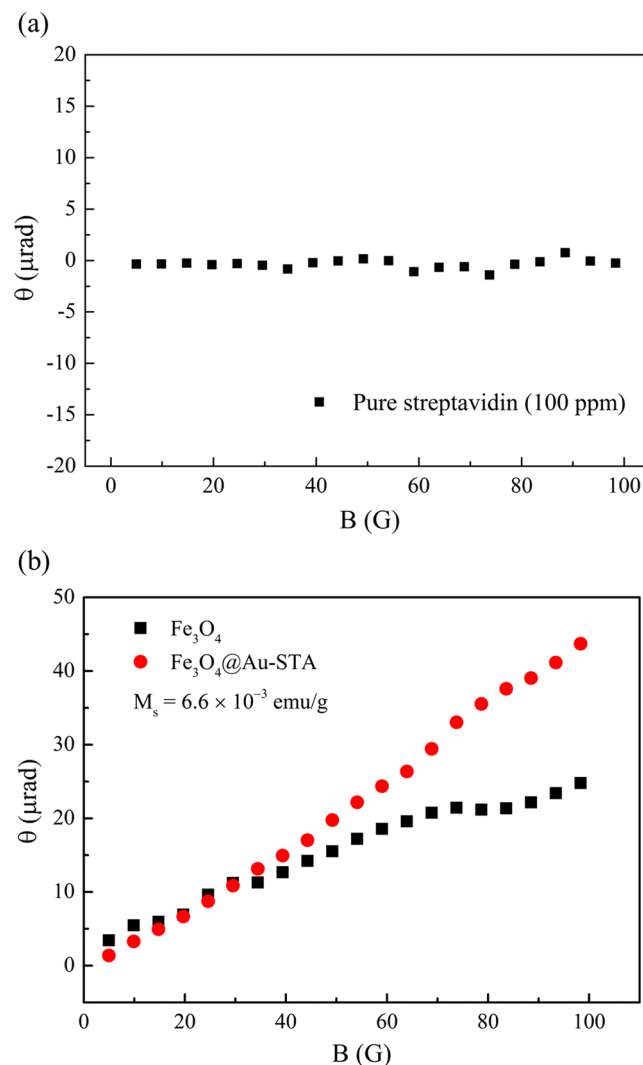 (a)
20
15
10
5
0
-5
-10
-15
-20
θ (μrad)
Pure streptavidin (100 ppm)
0 20 40 60 80 100
B (G)
(b)
50
40
30
20
10
0
θ (μrad)
Fe₃O₄
Fe₃O₄@Au-STA
Mₛ = 6.6 × 10⁻³ emu/g
0 20 40 60 80 100
B (G)